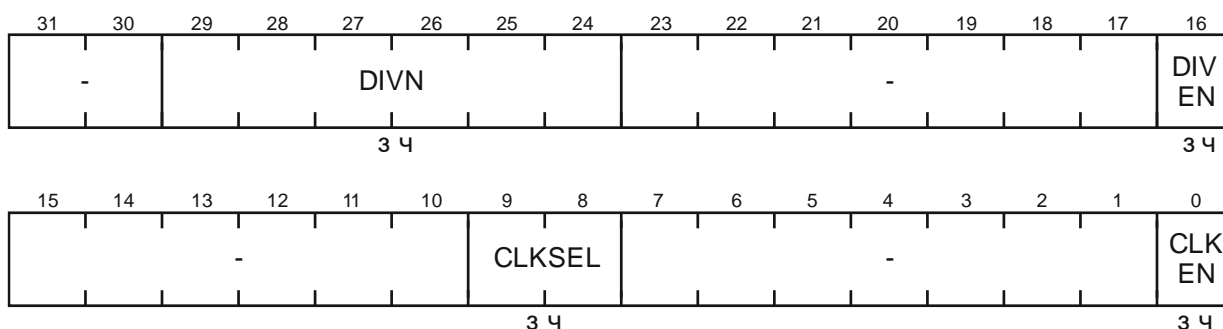 31 30 29 28 27 26 25 24 23 22 21 20 19 18 17 16
- DIVN - DIV
EN
з ч з ч
15 14 13 12 11 10 9 8 7 6 5 4 3 2 1 0
- CLKSEL - CLK
EN
з ч з ч